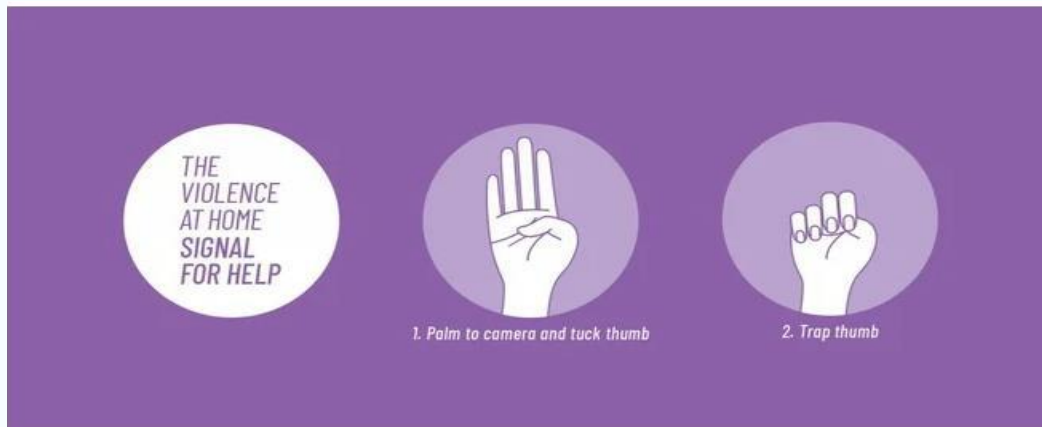 THE
VIOLENCE
AT HOME
SIGNAL
FOR HELP
1. Palm to camera and tuck thumb
2. Trap thumb